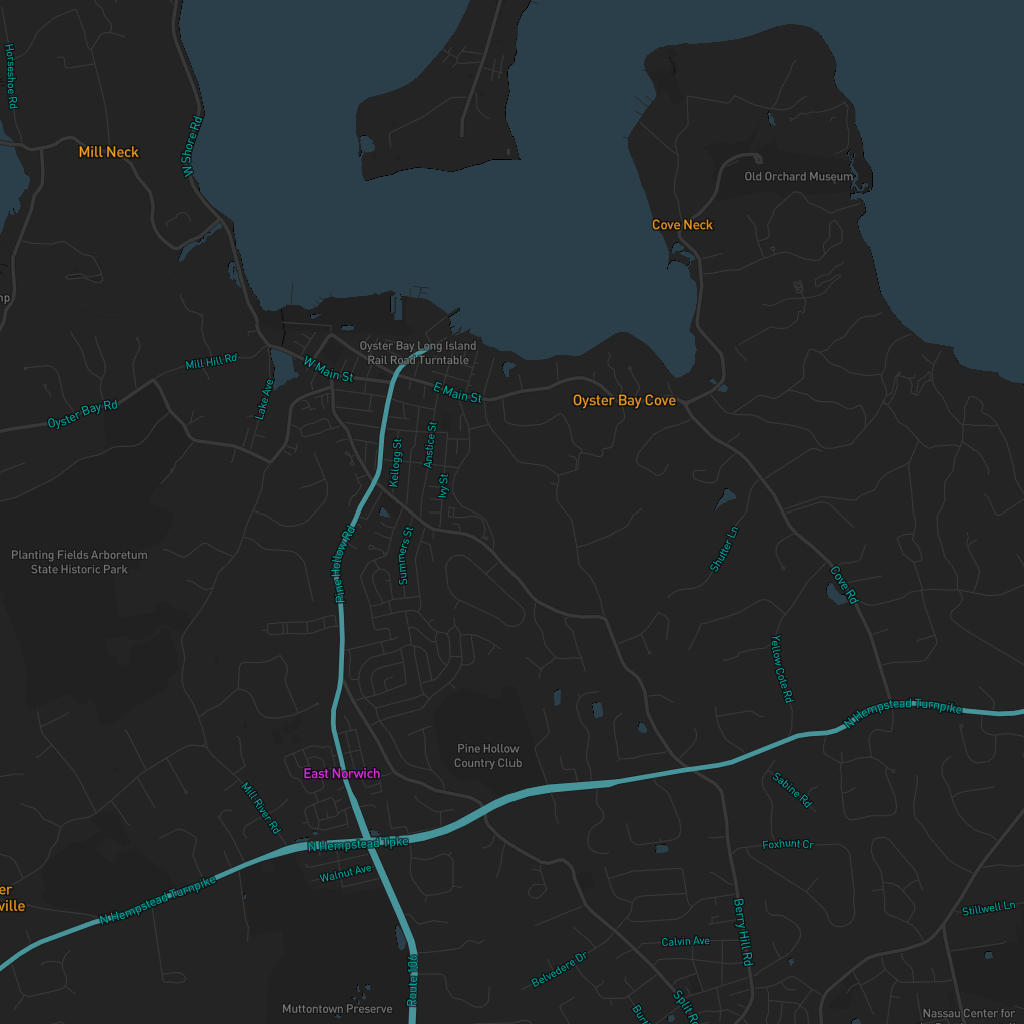 Horseshoe Rd
W Shore Rd
Mill Neck
Old Orchard Museum
Cove Neck
mp
Oyster Bay Long Island
Rail Road Turntable
Mill Hill Rd
W Main St
E Main St
Lake Ave
Oyster Bay Rd
Oyster Bay Cove
Anstice St
Kellogg St
Ivy St
Summers St
Pine Hollow Rd
Shutter Ln
Planting Fields Arboretum
State Historic Park
Cove Rd
Yellow Cote Rd
N Hempstead Turnpike
Pine Hollow
Country Club
East Norwich
Mill River Rd
Sabine Rd
N Hempstead Tpke
Foxhunt Cr
Walnut Ave
er
ville
N Hempstead Turnpike
Stillwell Ln
Berry Hill Rd
Calvin Ave
Belvedere Dr
Route 106
Muttontown Preserve
Split Ro
Burt
Nassau Center for